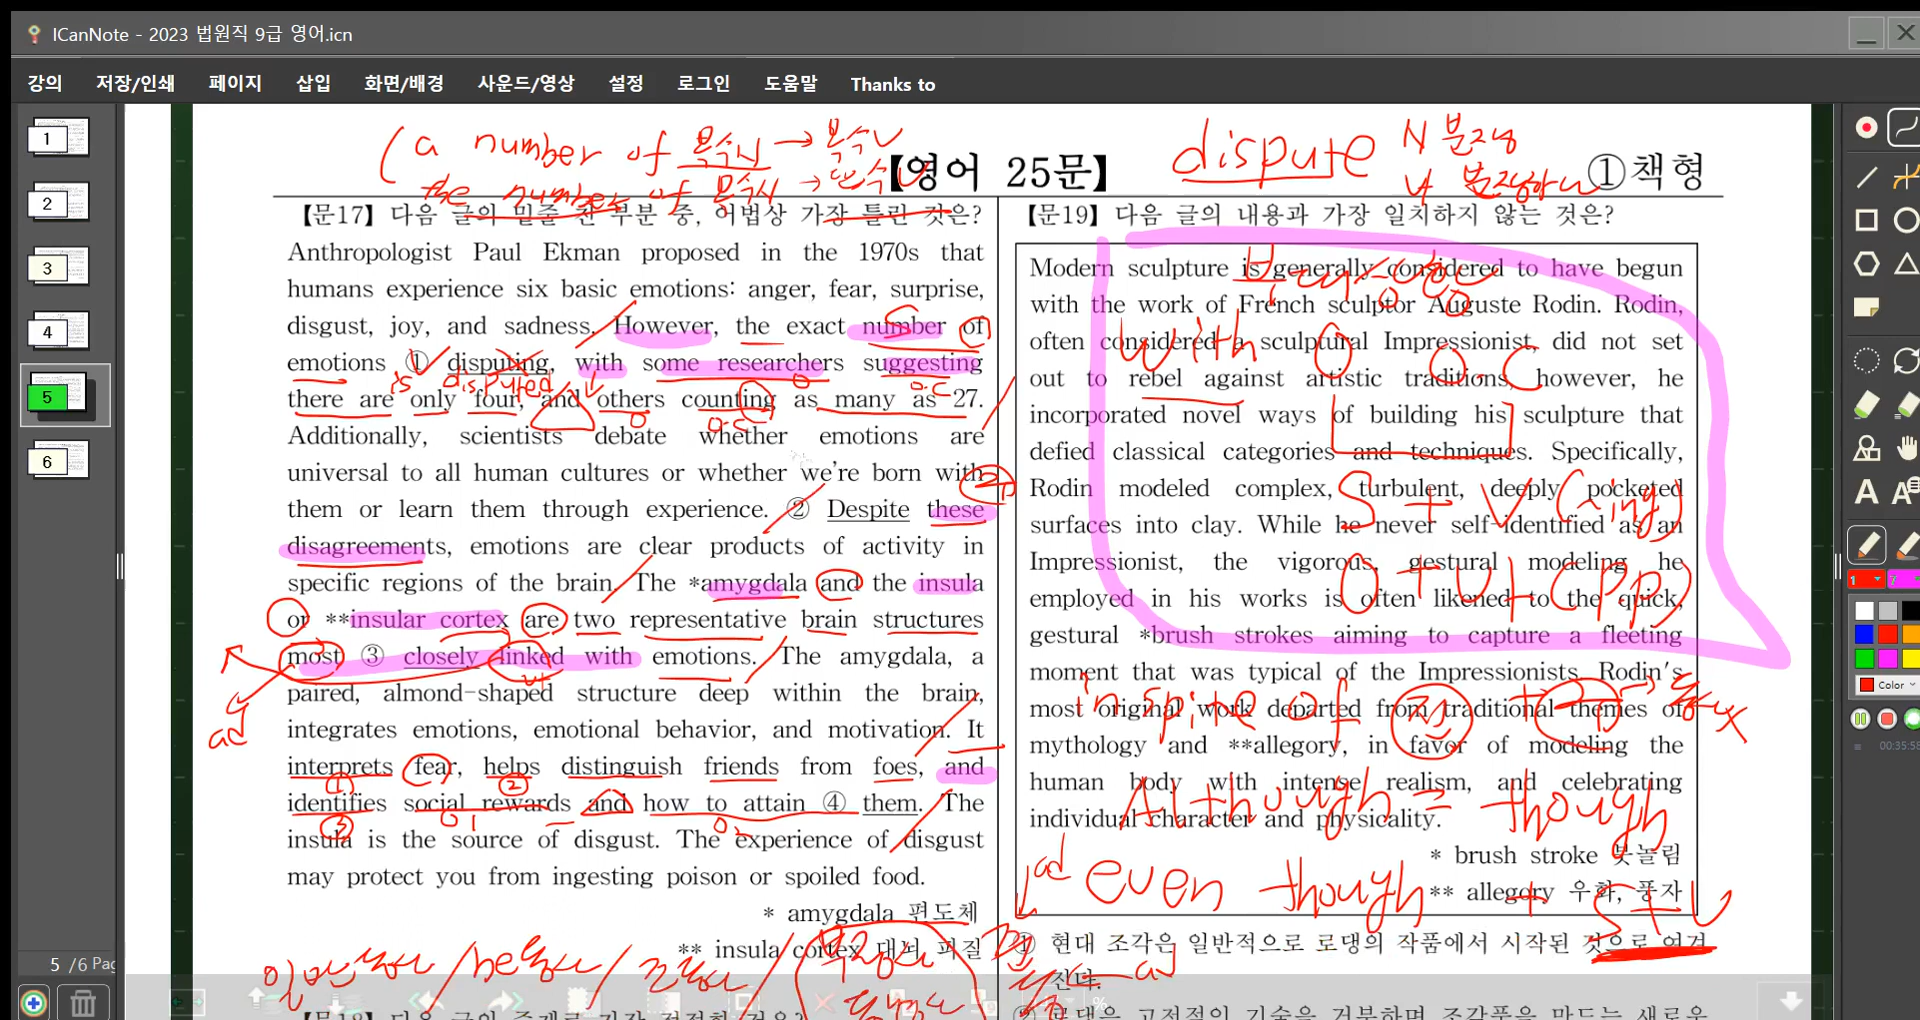 ICanNote - 2023 법원직 9급 영어.icn
강의 저장/인쇄 페이지 삽입 화면/배경 사운드/영상 설정 로그인 도움말 Thanks to
1
2
3
4
5
6
5 /6 Pag
( a number of 복수N → 복수V
the number of 복수N → 단수V
dispute N 분쟁
V 분쟁하다
【영어 25문】
①책형
【문17】 다음 글의 밑줄 친 부분 중, 어법상 가장 틀린 것은?
Anthropologist Paul Ekman proposed in the 1970s that
humans experience six basic emotions: anger, fear, surprise,
disgust, joy, and sadness. However, the exact number of
emotions ① disputing, with some researchers suggesting
is disputed
there are only four, and others counting as many as 27.
Additionally, scientists debate whether emotions are
universal to all human cultures or whether we're born with
them or learn them through experience. ② Despite these
disagreements, emotions are clear products of activity in
specific regions of the brain. The *amygdala and the insula
or **insular cortex are two representative brain structures
most ③ closely linked with emotions. The amygdala, a
paired, almond-shaped structure deep within the brain,
integrates emotions, emotional behavior, and motivation. It
interprets fear, helps distinguish friends from foes, and
identifies social rewards and how to attain ④ them. The
insula is the source of disgust. The experience of disgust
may protect you from ingesting poison or spoiled food.
* amygdala 편도체
** insula cortex 대뇌 피질
【문19】 다음 글의 내용과 가장 일치하지 않는 것은?
Modern sculpture is generally considered to have begun
with the work of French sculptor Auguste Rodin. Rodin,
often considered a sculptural Impressionist, did not set
out to rebel against artistic traditions, however, he
incorporated novel ways of building his sculpture that
defied classical categories and techniques. Specifically,
Rodin modeled complex, turbulent, deeply pocketed
surfaces into clay. While he never self-identified as an
Impressionist, the vigorous, gestural modeling he
employed in his works is often likened to the quick,
gestural *brush strokes aiming to capture a fleeting
moment that was typical of the Impressionists. Rodin's
most original work departed from traditional themes of
mythology and **allegory, in favor of modeling the
human body with intense realism, and celebrating
individual character and physicality.
* brush stroke 붓놀림
** allegory 우화, 풍자
① 현대 조각은 일반적으로 로댕의 작품에서 시작된 것으로 여겨
진다.
with O O.C
S + V (~ing)
O + V + (pp)
in spite of
Although = though
even though + S+V
ad
Color
00:35:58